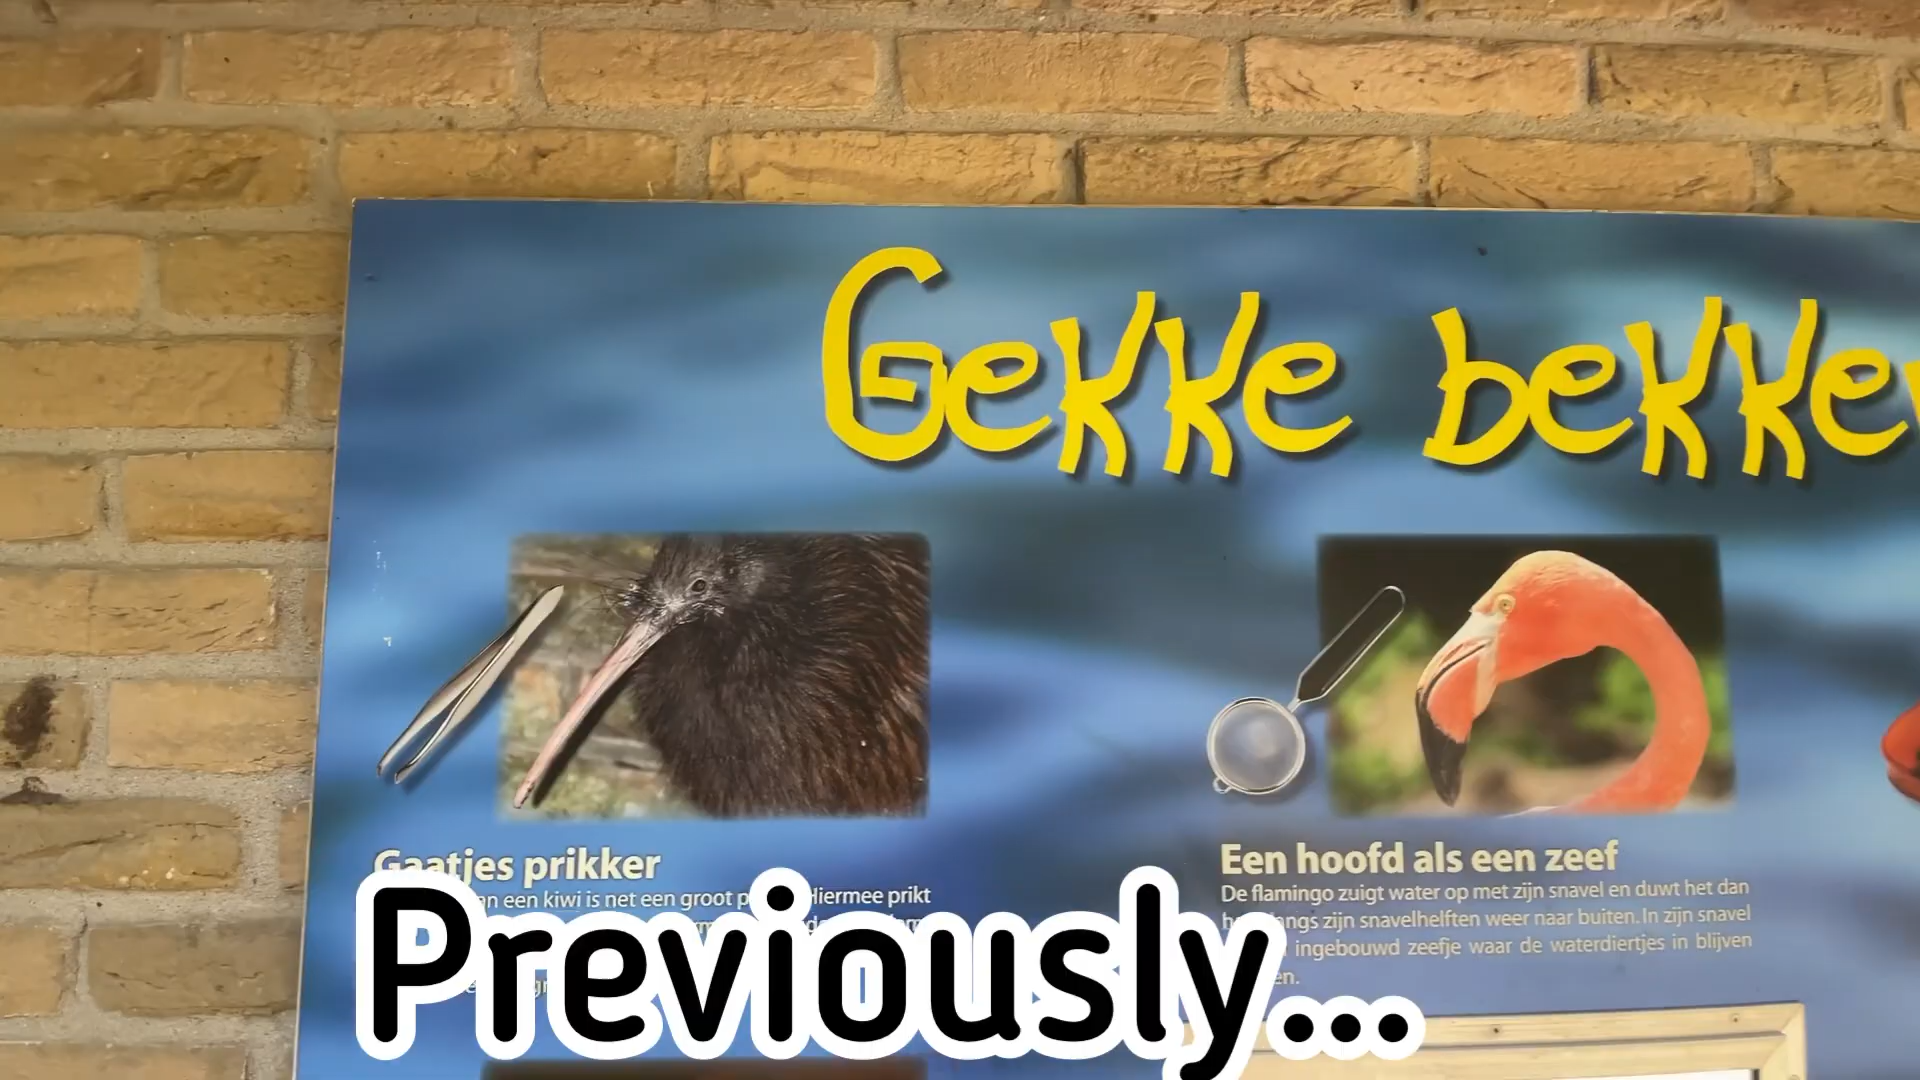 Gekke bekke
Gaatjes prikker
an een kiwi is net een groot Hiermee prikt
Een hoofd als een zeef
De flamingo zuigt water op met zijn snavel en duwt het dan
langs zijn snavelhelften weer naar buiten. In zijn snavel
ingebouwd zeefje waar de waterdiertjes in blijven
en.
Previously...